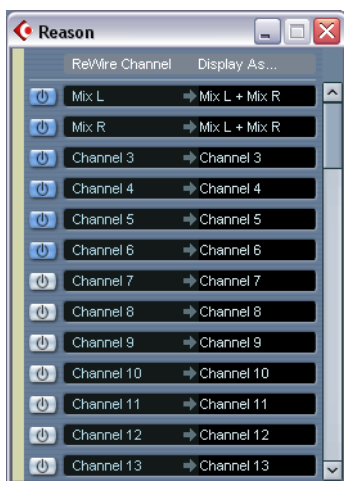 Reason
ReWire Channel Display As...
Mix L Mix L + Mix R
Mix R Mix L + Mix R
Channel 3 Channel 3
Channel 4 Channel 4
Channel 5 Channel 5
Channel 6 Channel 6
Channel 7 Channel 7
Channel 8 Channel 8
Channel 9 Channel 9
Channel 10 Channel 10
Channel 11 Channel 11
Channel 12 Channel 12
Channel 13 Channel 13